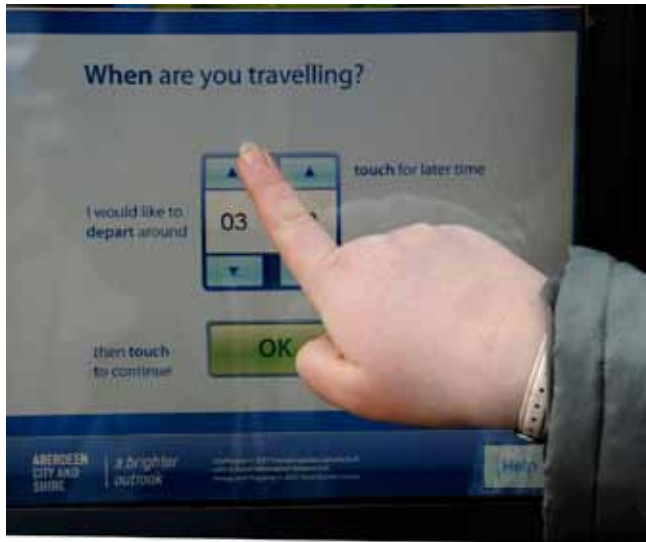 When are you travelling?
touch for later time
I would like to
depart around
03
then touch
to continue
OK
ABERDEEN
CITY AND
SHIRE
a brighter
outlook
Help